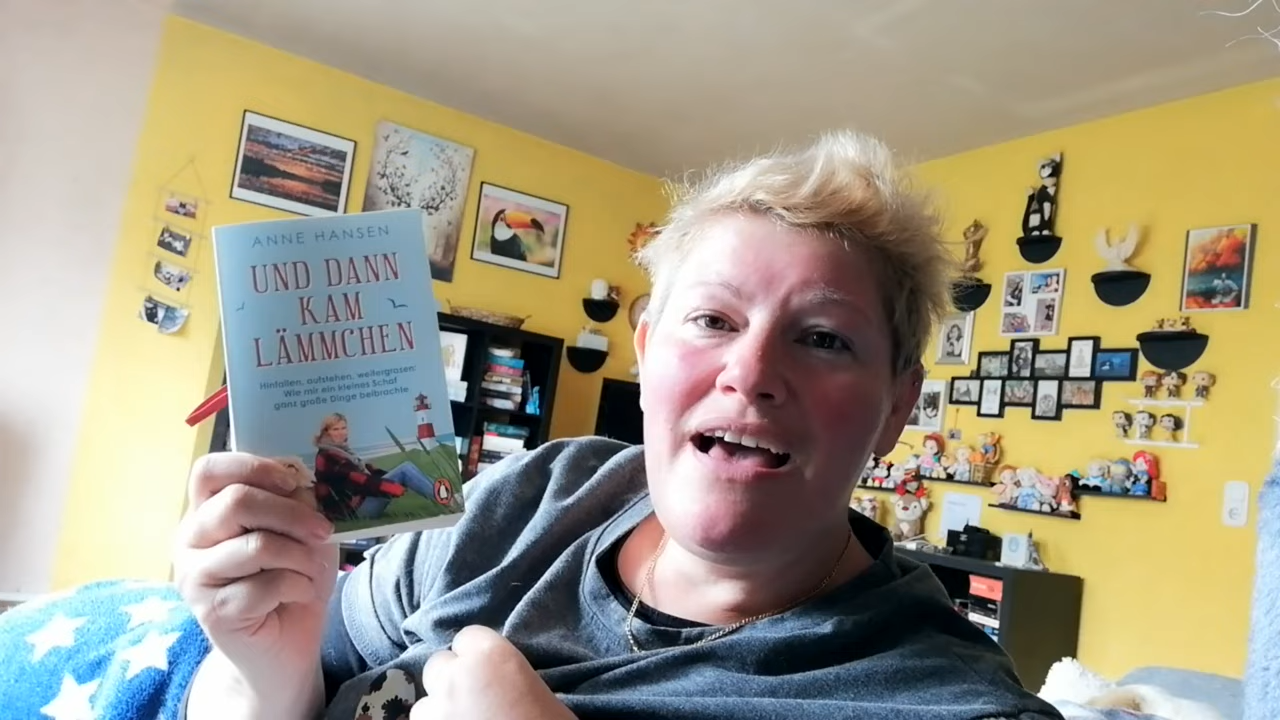 ANNE HANSEN
UND DANN
KAM
LÄMMCHEN
Hinfallen, aufstehen, weitergrasen:
Wie mir ein kleines Schaf
ganz große Dinge beibrachte